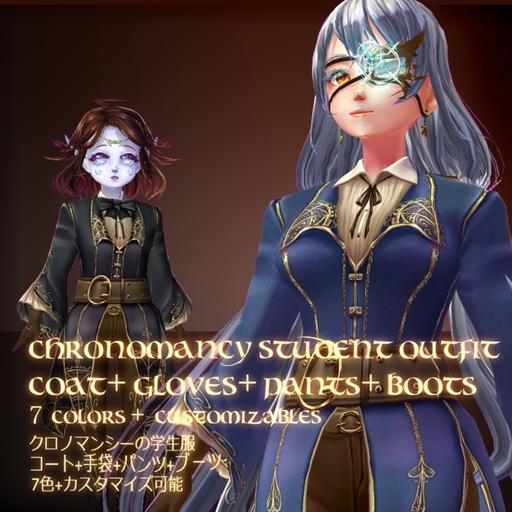 Chronomancy Student Outfit
Coat+ Gloves+ Pants+ Boots
7 colors + customizables
クロノマンシーの学生服
コート+手袋+パンツ+ブーツ
7色+カスタマイズ可能